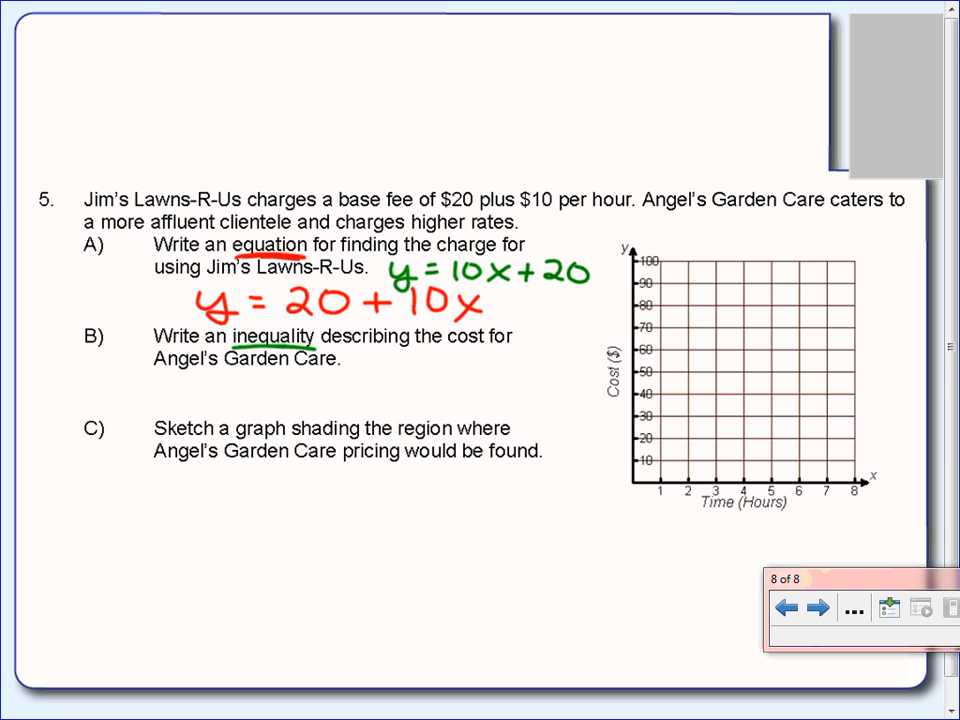 5. Jim's Lawns-R-Us charges a base fee of $20 plus $10 per hour. Angel's Garden Care caters to
a more affluent clientele and charges higher rates.
A) Write an equation for finding the charge for
using Jim's Lawns-R-Us. y = 10x + 20
y = 20 + 10x
B) Write an inequality describing the cost for
Angel's Garden Care.
C) Sketch a graph shading the region where
Angel's Garden Care pricing would be found.
y
100
90
80
70
60
50
40
30
20
10
Cost ($)
x
1 2 3 4 5 6 7 8
Time (Hours)
8 of 8
...